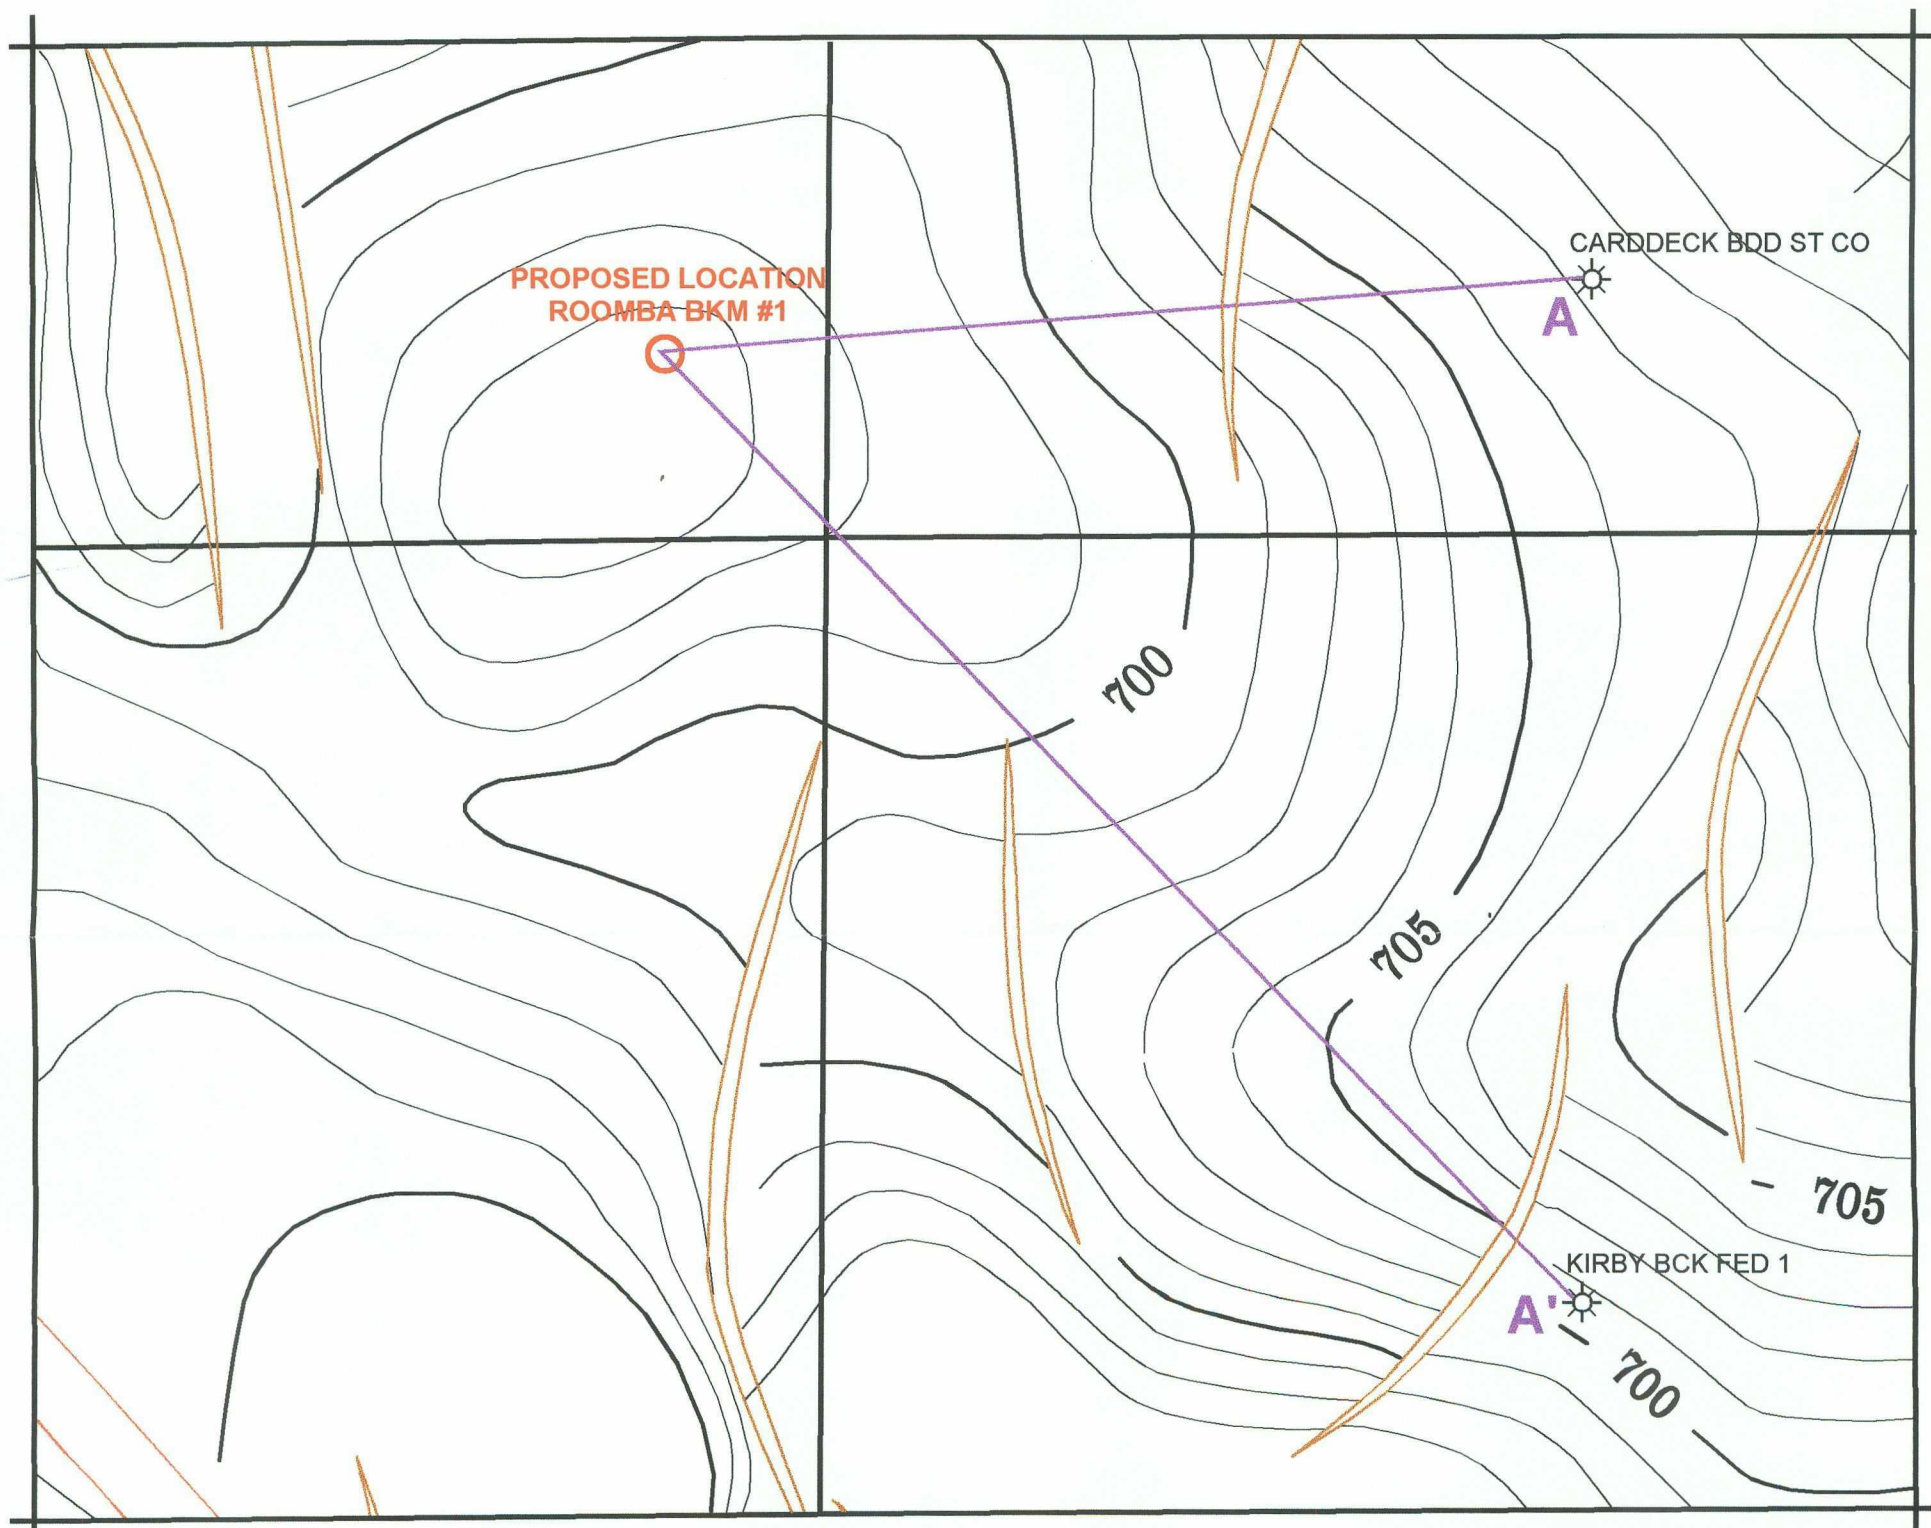 CARDDECK BDD ST CO
A
PROPOSED LOCATION
ROOMBA BKM #1
700
705
705
KIRBY BCK FED 1
A'
700